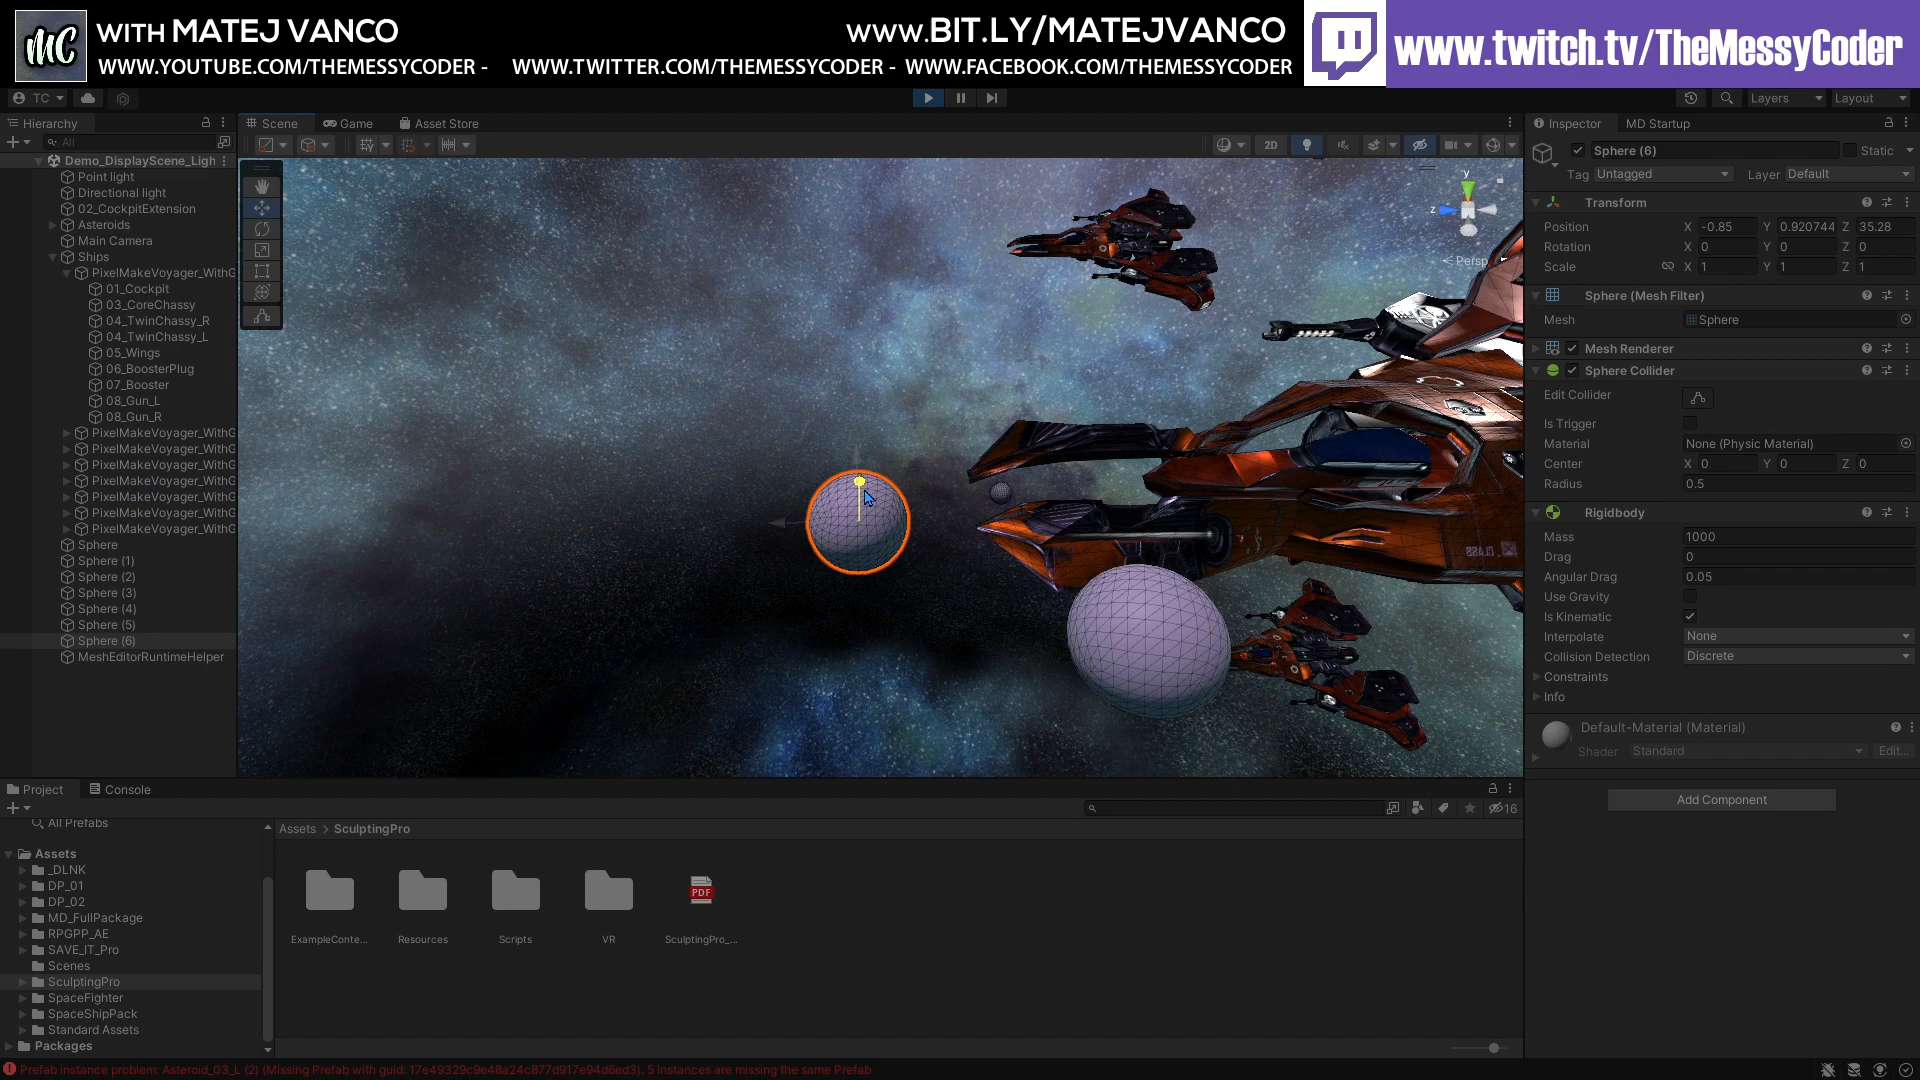 MC
WITH MATEJ VANCO
WWW.YOUTUBE.COM/THEMESSYCODER -
WWW.BIT.LY/MATEJVANCO
WWW.TWITTER.COM/THEMESSYCODER - WWW.FACEBOOK.COM/THEMESSYCODER
www.twitch.tv/TheMessyCoder
TC
Layers
Layout
Hierarchy
All
Demo_DisplayScene_Ligh
Point light
Directional light
02_CockpitExtension
Asteroids
Main Camera
Ships
PixelMakeVoyager_WithG
01_Cockpit
03_CoreChassy
04_TwinChassy_R
04_TwinChassy_L
05_Wings
06_BoosterPlug
07_Booster
08_Gun_L
08_Gun_R
PixelMakeVoyager_WithG
PixelMakeVoyager_WithG
PixelMakeVoyager_WithG
PixelMakeVoyager_WithG
PixelMakeVoyager_WithG
PixelMakeVoyager_WithG
PixelMakeVoyager_WithG
Sphere
Sphere (1)
Sphere (2)
Sphere (3)
Sphere (4)
Sphere (5)
Sphere (6)
MeshEditorRuntimeHelper
Scene
Game
Asset Store
2D
y
z
Persp
Inspector
MD Startup
Sphere (6)
Static
Tag Untagged
Layer Default
Transform
Position X -0.85 Y 0.920744 Z 35.28
Rotation X 0 Y 0 Z 0
Scale X 1 Y 1 Z 1
Sphere (Mesh Filter)
Mesh Sphere
Mesh Renderer
Sphere Collider
Edit Collider
Is Trigger
Material None (Physic Material)
Center X 0 Y 0 Z 0
Radius 0.5
Rigidbody
Mass 1000
Drag 0
Angular Drag 0.05
Use Gravity
Is Kinematic
Interpolate None
Collision Detection Discrete
Constraints
Info
Default-Material (Material)
Shader Standard
Edit...
Add Component
Project
Console
16
All Prefabs
Assets
_DLNK
DP_01
DP_02
MD_FullPackage
RPGPP_AE
SAVE_IT_Pro
Scenes
SculptingPro
SpaceFighter
SpaceShipPack
Standard Assets
Packages
Assets > SculptingPro
PDF
ExampleConte...
Resources
Scripts
VR
SculptingPro_...
Prefab instance problem: Asteroid_03_L (2) (Missing Prefab with guid: 17e49329c9e48a24c877d917e94d6ed3). 5 instances are missing the same Prefab